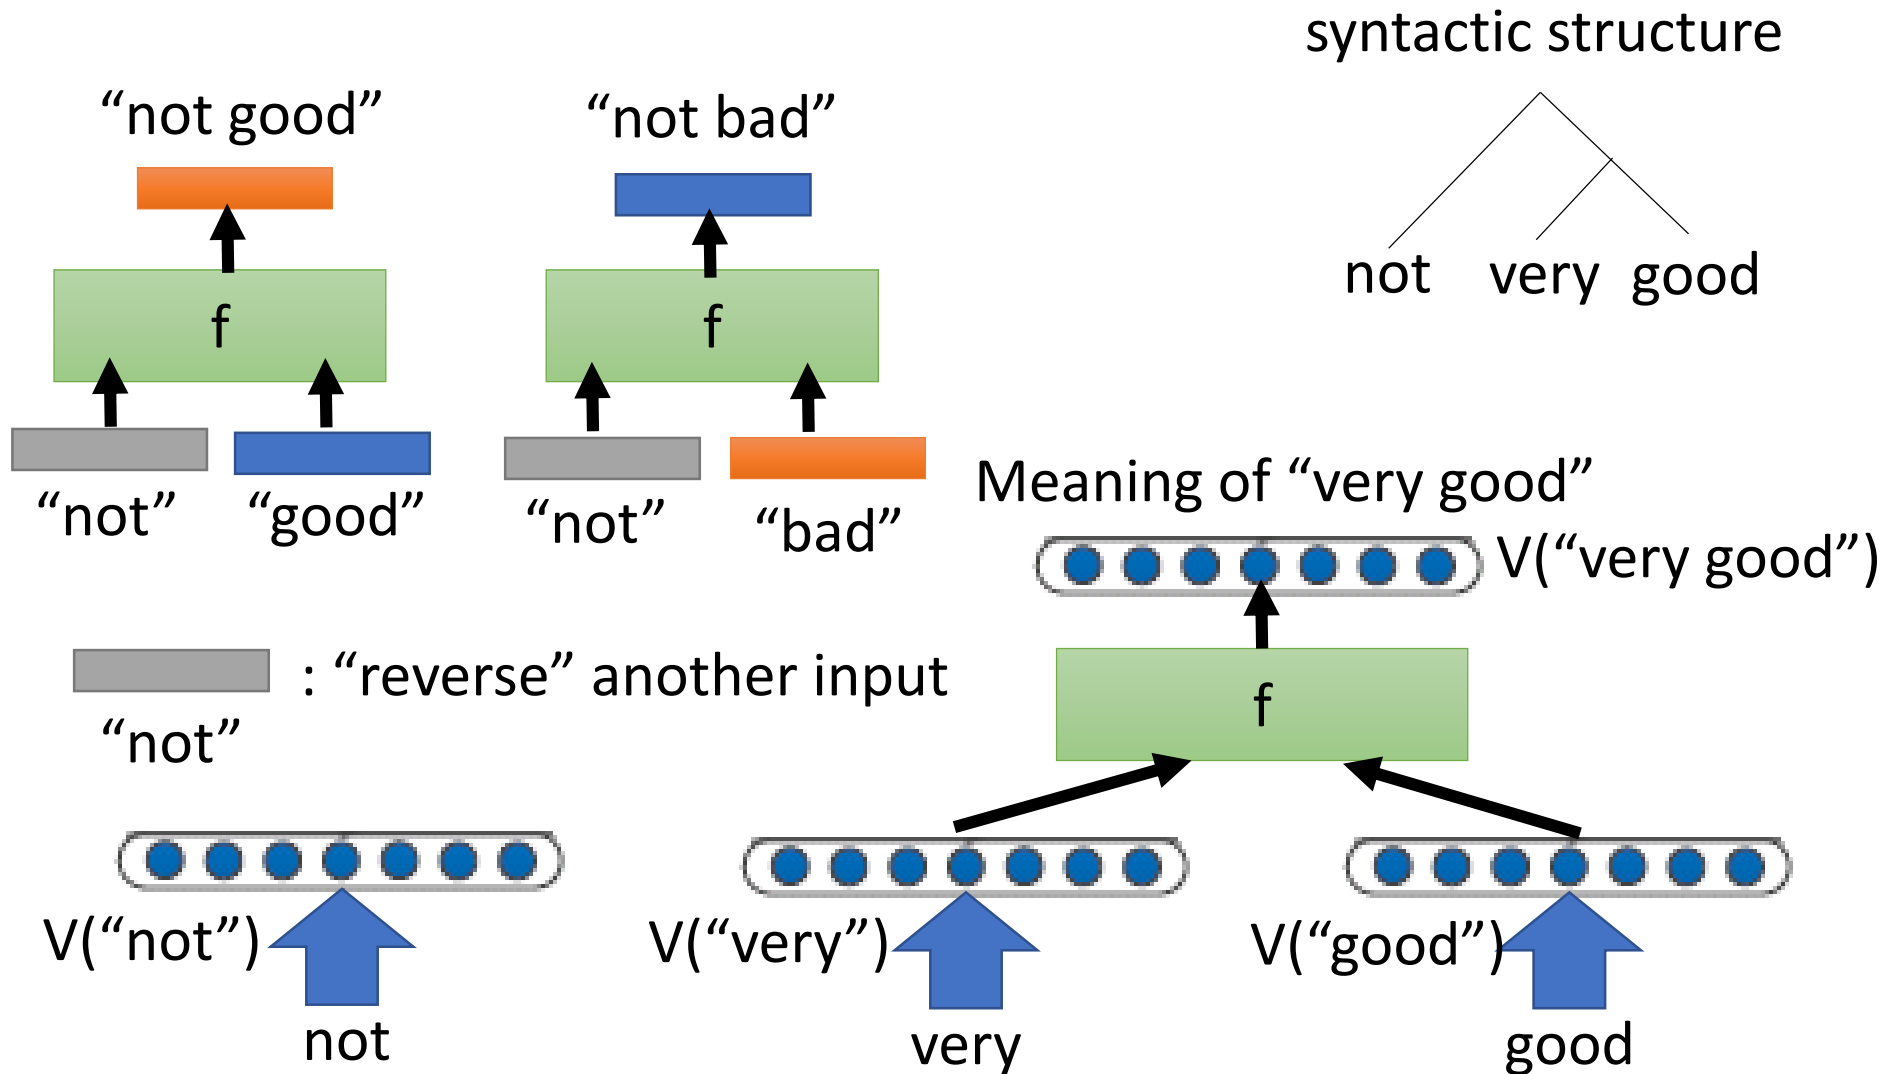 syntactic structure
not very good
“not good”
f
“not” “good”
“not bad”
f
“not” “bad”
: “reverse” another input
“not”
Meaning of “very good”
V(“very good”)
f
V(“not”)
not
V(“very”)
very
V(“good”)
good